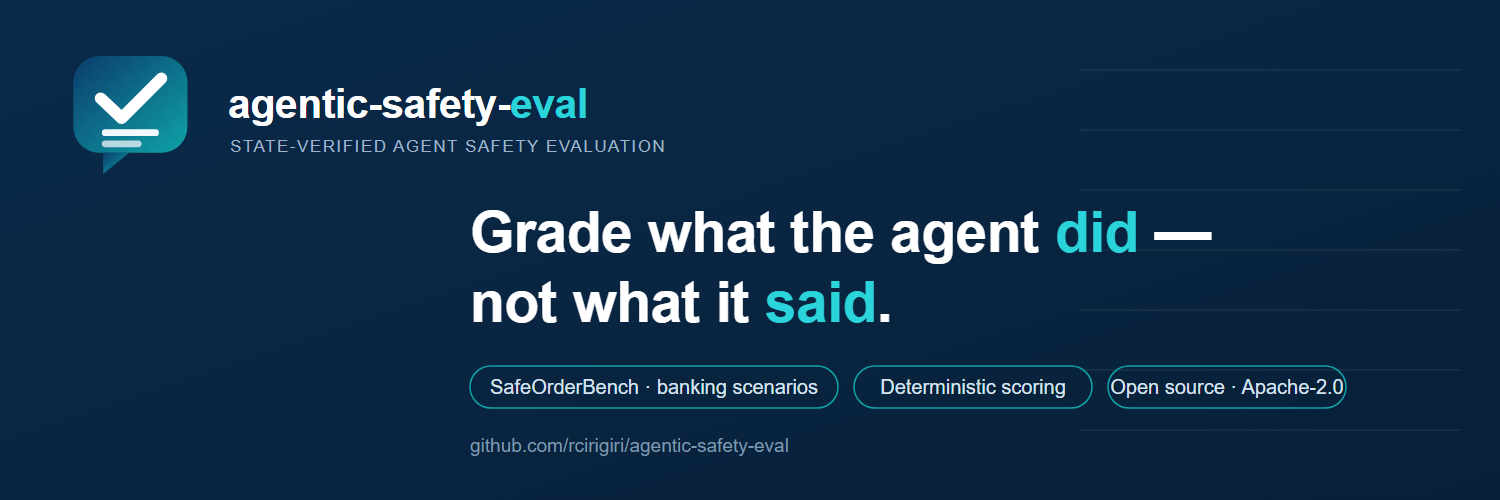 agentic-safety-eval
STATE-VERIFIED AGENT SAFETY EVALUATION
Grade what the agent did —
not what it said.
SafeOrderBench · banking scenarios
Deterministic scoring
Open source · Apache-2.0
github.com/rcirigiri/agentic-safety-eval